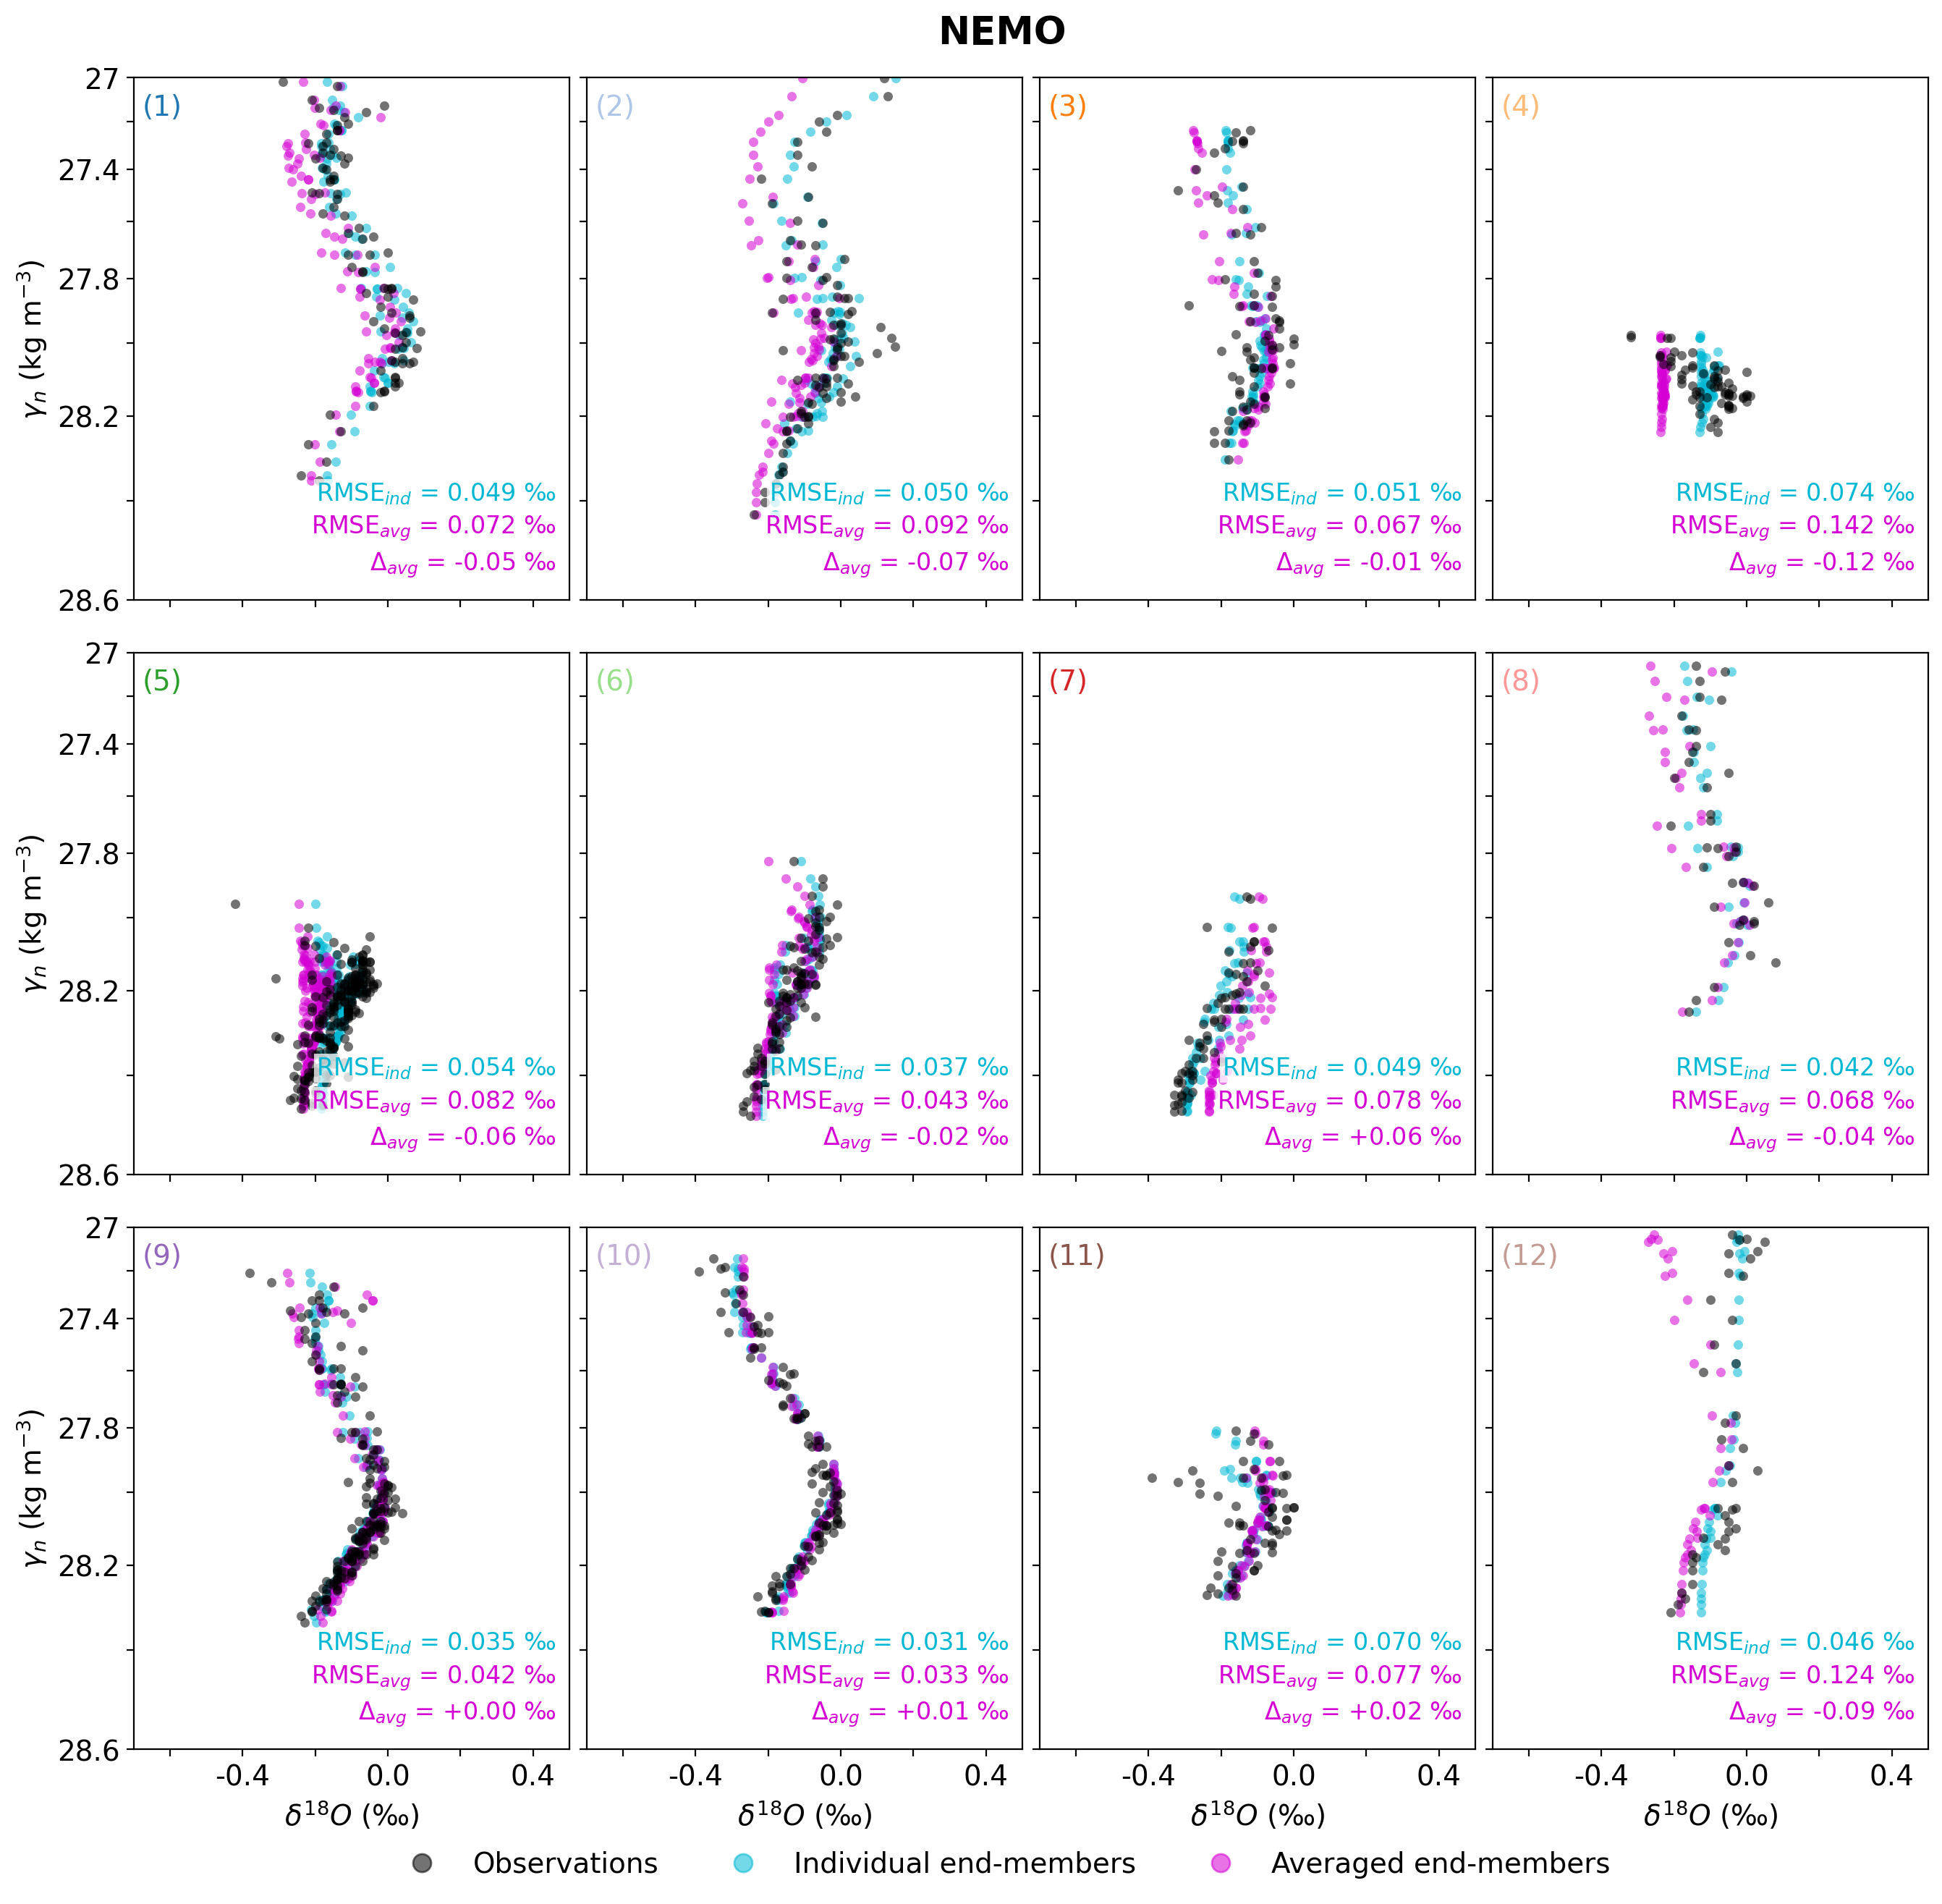 NEMO
27
27.4
27.8
28.2
28.6
γn (kg m−3)
(1)
RMSEind = 0.049 ‰
RMSEavg = 0.072 ‰
Δavg = -0.05 ‰
(2)
RMSEind = 0.050 ‰
RMSEavg = 0.092 ‰
Δavg = -0.07 ‰
(3)
RMSEind = 0.051 ‰
RMSEavg = 0.067 ‰
Δavg = -0.01 ‰
(4)
RMSEind = 0.074 ‰
RMSEavg = 0.142 ‰
Δavg = -0.12 ‰
27
27.4
27.8
28.2
28.6
γn (kg m−3)
(5)
RMSEind = 0.054 ‰
RMSEavg = 0.082 ‰
Δavg = -0.06 ‰
(6)
RMSEind = 0.037 ‰
RMSEavg = 0.043 ‰
Δavg = -0.02 ‰
(7)
RMSEind = 0.049 ‰
RMSEavg = 0.078 ‰
Δavg = +0.06 ‰
(8)
RMSEind = 0.042 ‰
RMSEavg = 0.068 ‰
Δavg = -0.04 ‰
27
27.4
27.8
28.2
28.6
γn (kg m−3)
(9)
RMSEind = 0.035 ‰
RMSEavg = 0.042 ‰
Δavg = +0.00 ‰
(10)
RMSEind = 0.031 ‰
RMSEavg = 0.033 ‰
Δavg = +0.01 ‰
(11)
RMSEind = 0.070 ‰
RMSEavg = 0.077 ‰
Δavg = +0.02 ‰
(12)
RMSEind = 0.046 ‰
RMSEavg = 0.124 ‰
Δavg = -0.09 ‰
-0.4 0.0 0.4 -0.4 0.0 0.4 -0.4 0.0 0.4 -0.4 0.0 0.4
δ18O (‰) δ18O (‰) δ18O (‰) δ18O (‰)
Observations Individual end-members Averaged end-members